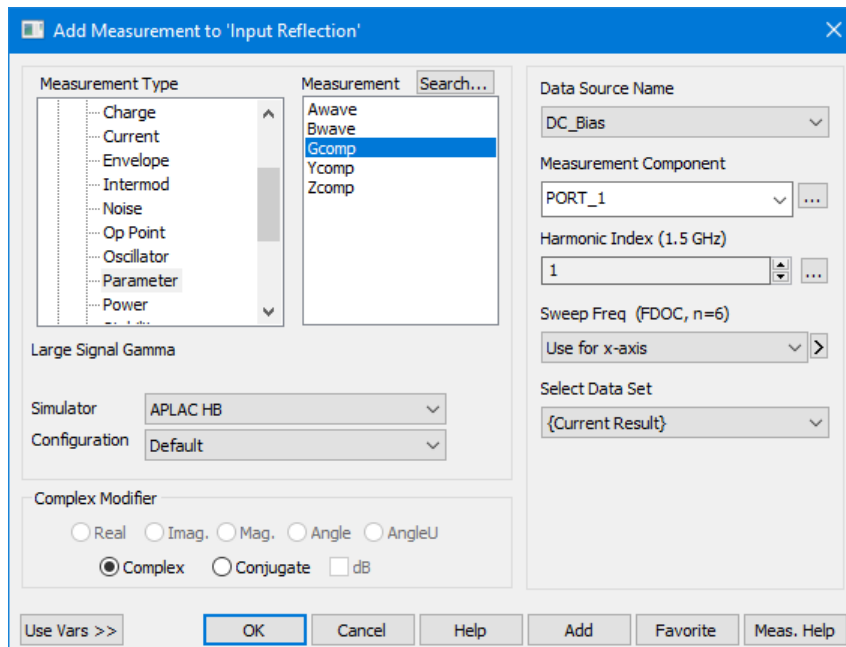 Add Measurement to 'Input Reflection'
Measurement Type
Charge
Current
Envelope
Intermod
Noise
Op Point
Oscillator
Parameter
Power
Measurement
Search...
Awave
Bwave
Gcomp
Ycomp
Zcomp
Large Signal Gamma
Simulator
APLAC HB
Configuration
Default
Complex Modifier
Real Imag. Mag. Angle AngleU
Complex Conjugate dB
Data Source Name
DC_Bias
Measurement Component
PORT_1
...
Harmonic Index (1.5 GHz)
1
...
Sweep Freq (FDOC, n=6)
Use for x-axis
>
Select Data Set
{Current Result}
Use Vars >> OK Cancel Help Add Favorite Meas. Help